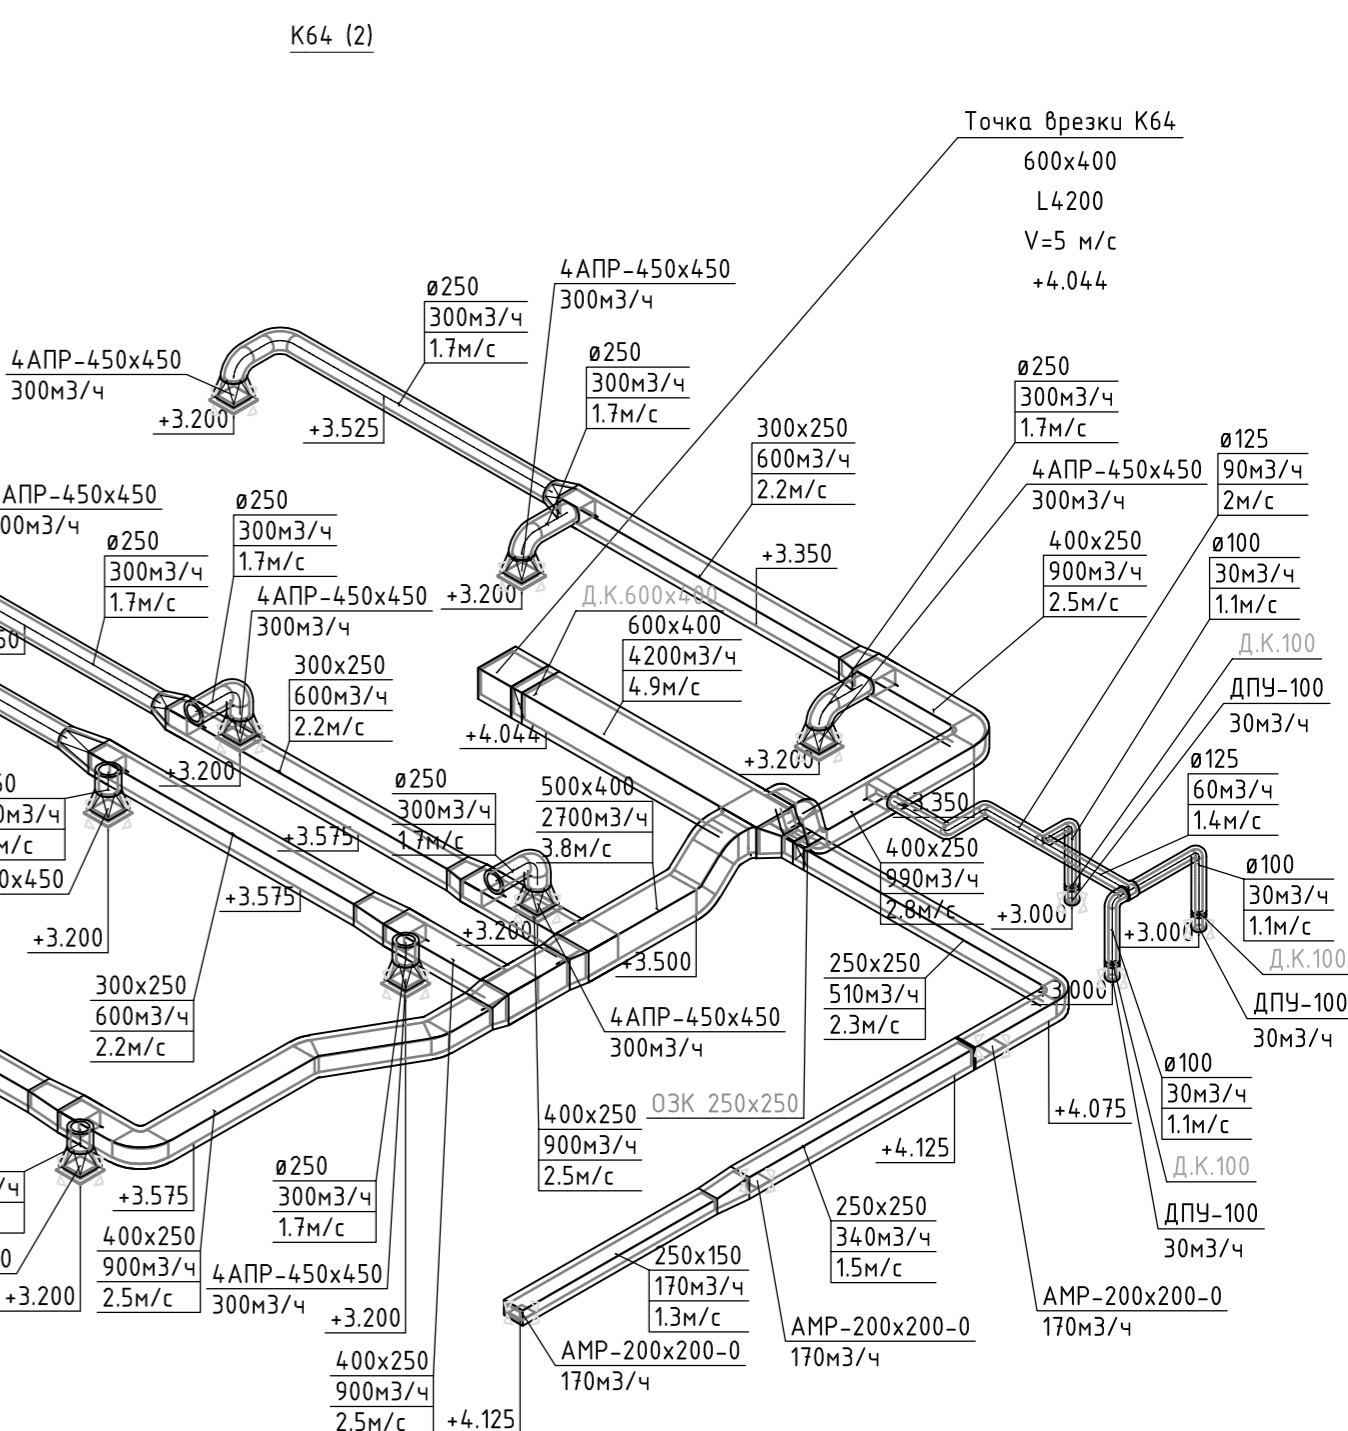 К64 (2)
Точка врезки К64
600х400
L4200
V=5 м/с
+4.044
4АПР-450х450
300м3/ч
ø250
300м3/ч
1.7м/с
4АПР-450х450
300м3/ч
+3.200
+3.525
ø250
300м3/ч
1.7м/с
300х250
600м3/ч
2.2м/с
ø250
300м3/ч
1.7м/с
4АПР-450х450
300м3/ч
ø125
90м3/ч
2м/с
АПР-450х450
00м3/ч
ø250
300м3/ч
1.7м/с
ø250
300м3/ч
1.7м/с
+3.350
400х250
900м3/ч
2.5м/с
ø100
30м3/ч
1.1м/с
4АПР-450х450
300м3/ч
+3.200
Д.К.600х400
600х400
4200м3/ч
4.9м/с
Д.К.100
ДПУ-100
30м3/ч
300х250
600м3/ч
2.2м/с
+4.044
+3.200
+3.200
ø250
300м3/ч
1.7м/с
500х400
2700м3/ч
3.8м/с
+3.350
ø125
60м3/ч
1.4м/с
50
0м3/ч
м/с
0х450
+3.575
400х250
990м3/ч
2.8м/с
ø100
30м3/ч
1.1м/с
+3.575
+3.200
+3.200
+3.500
+3.000
+3.000
+3.000
Д.К.100
ДПУ-100
30м3/ч
300х250
600м3/ч
2.2м/с
250х250
510м3/ч
2.3м/с
4АПР-450х450
300м3/ч
ОЗК 250х250
ø100
30м3/ч
1.1м/с
+4.075
400х250
900м3/ч
2.5м/с
+4.125
Д.К.100
ДПУ-100
30м3/ч
+3.575
ø250
300м3/ч
1.7м/с
250х250
340м3/ч
1.5м/с
400х250
900м3/ч
2.5м/с
4АПР-450х450
300м3/ч
250х150
170м3/ч
1.3м/с
+3.200
+3.200
АМР-200х200-0
170м3/ч
АМР-200х200-0
170м3/ч
АМР-200х200-0
170м3/ч
400х250
900м3/ч
2.5м/с
+4.125